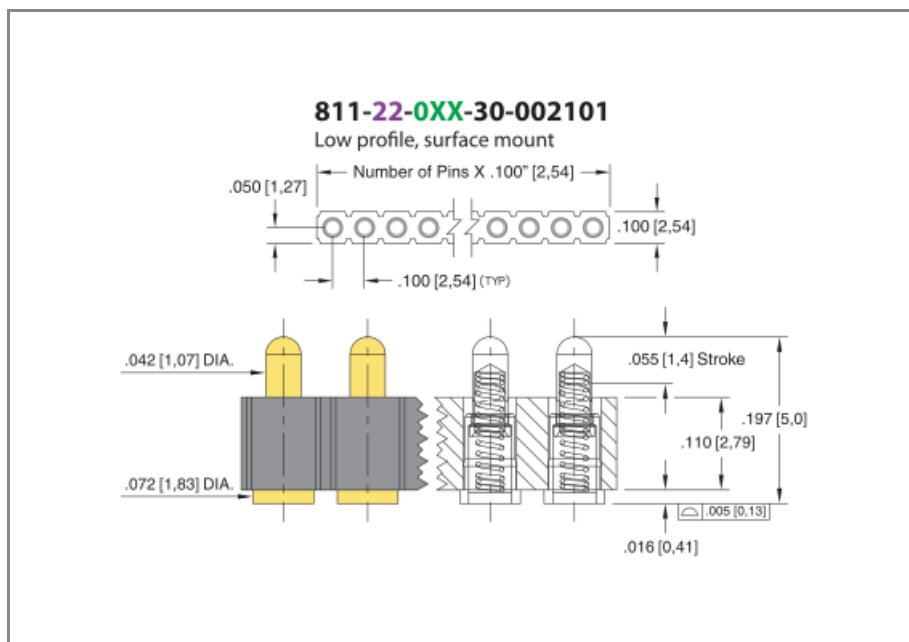 811-22-0XX-30-002101
Low profile, surface mount
Number of Pins X .100" [2,54]
.050 [1,27]
.100 [2,54]
.100 [2,54] (TYP)
.042 [1,07] DIA.
.055 [1,4] Stroke
.197 [5,0]
.110 [2,79]
.072 [1,83] DIA.
.005 [0,13]
.016 [0,41]